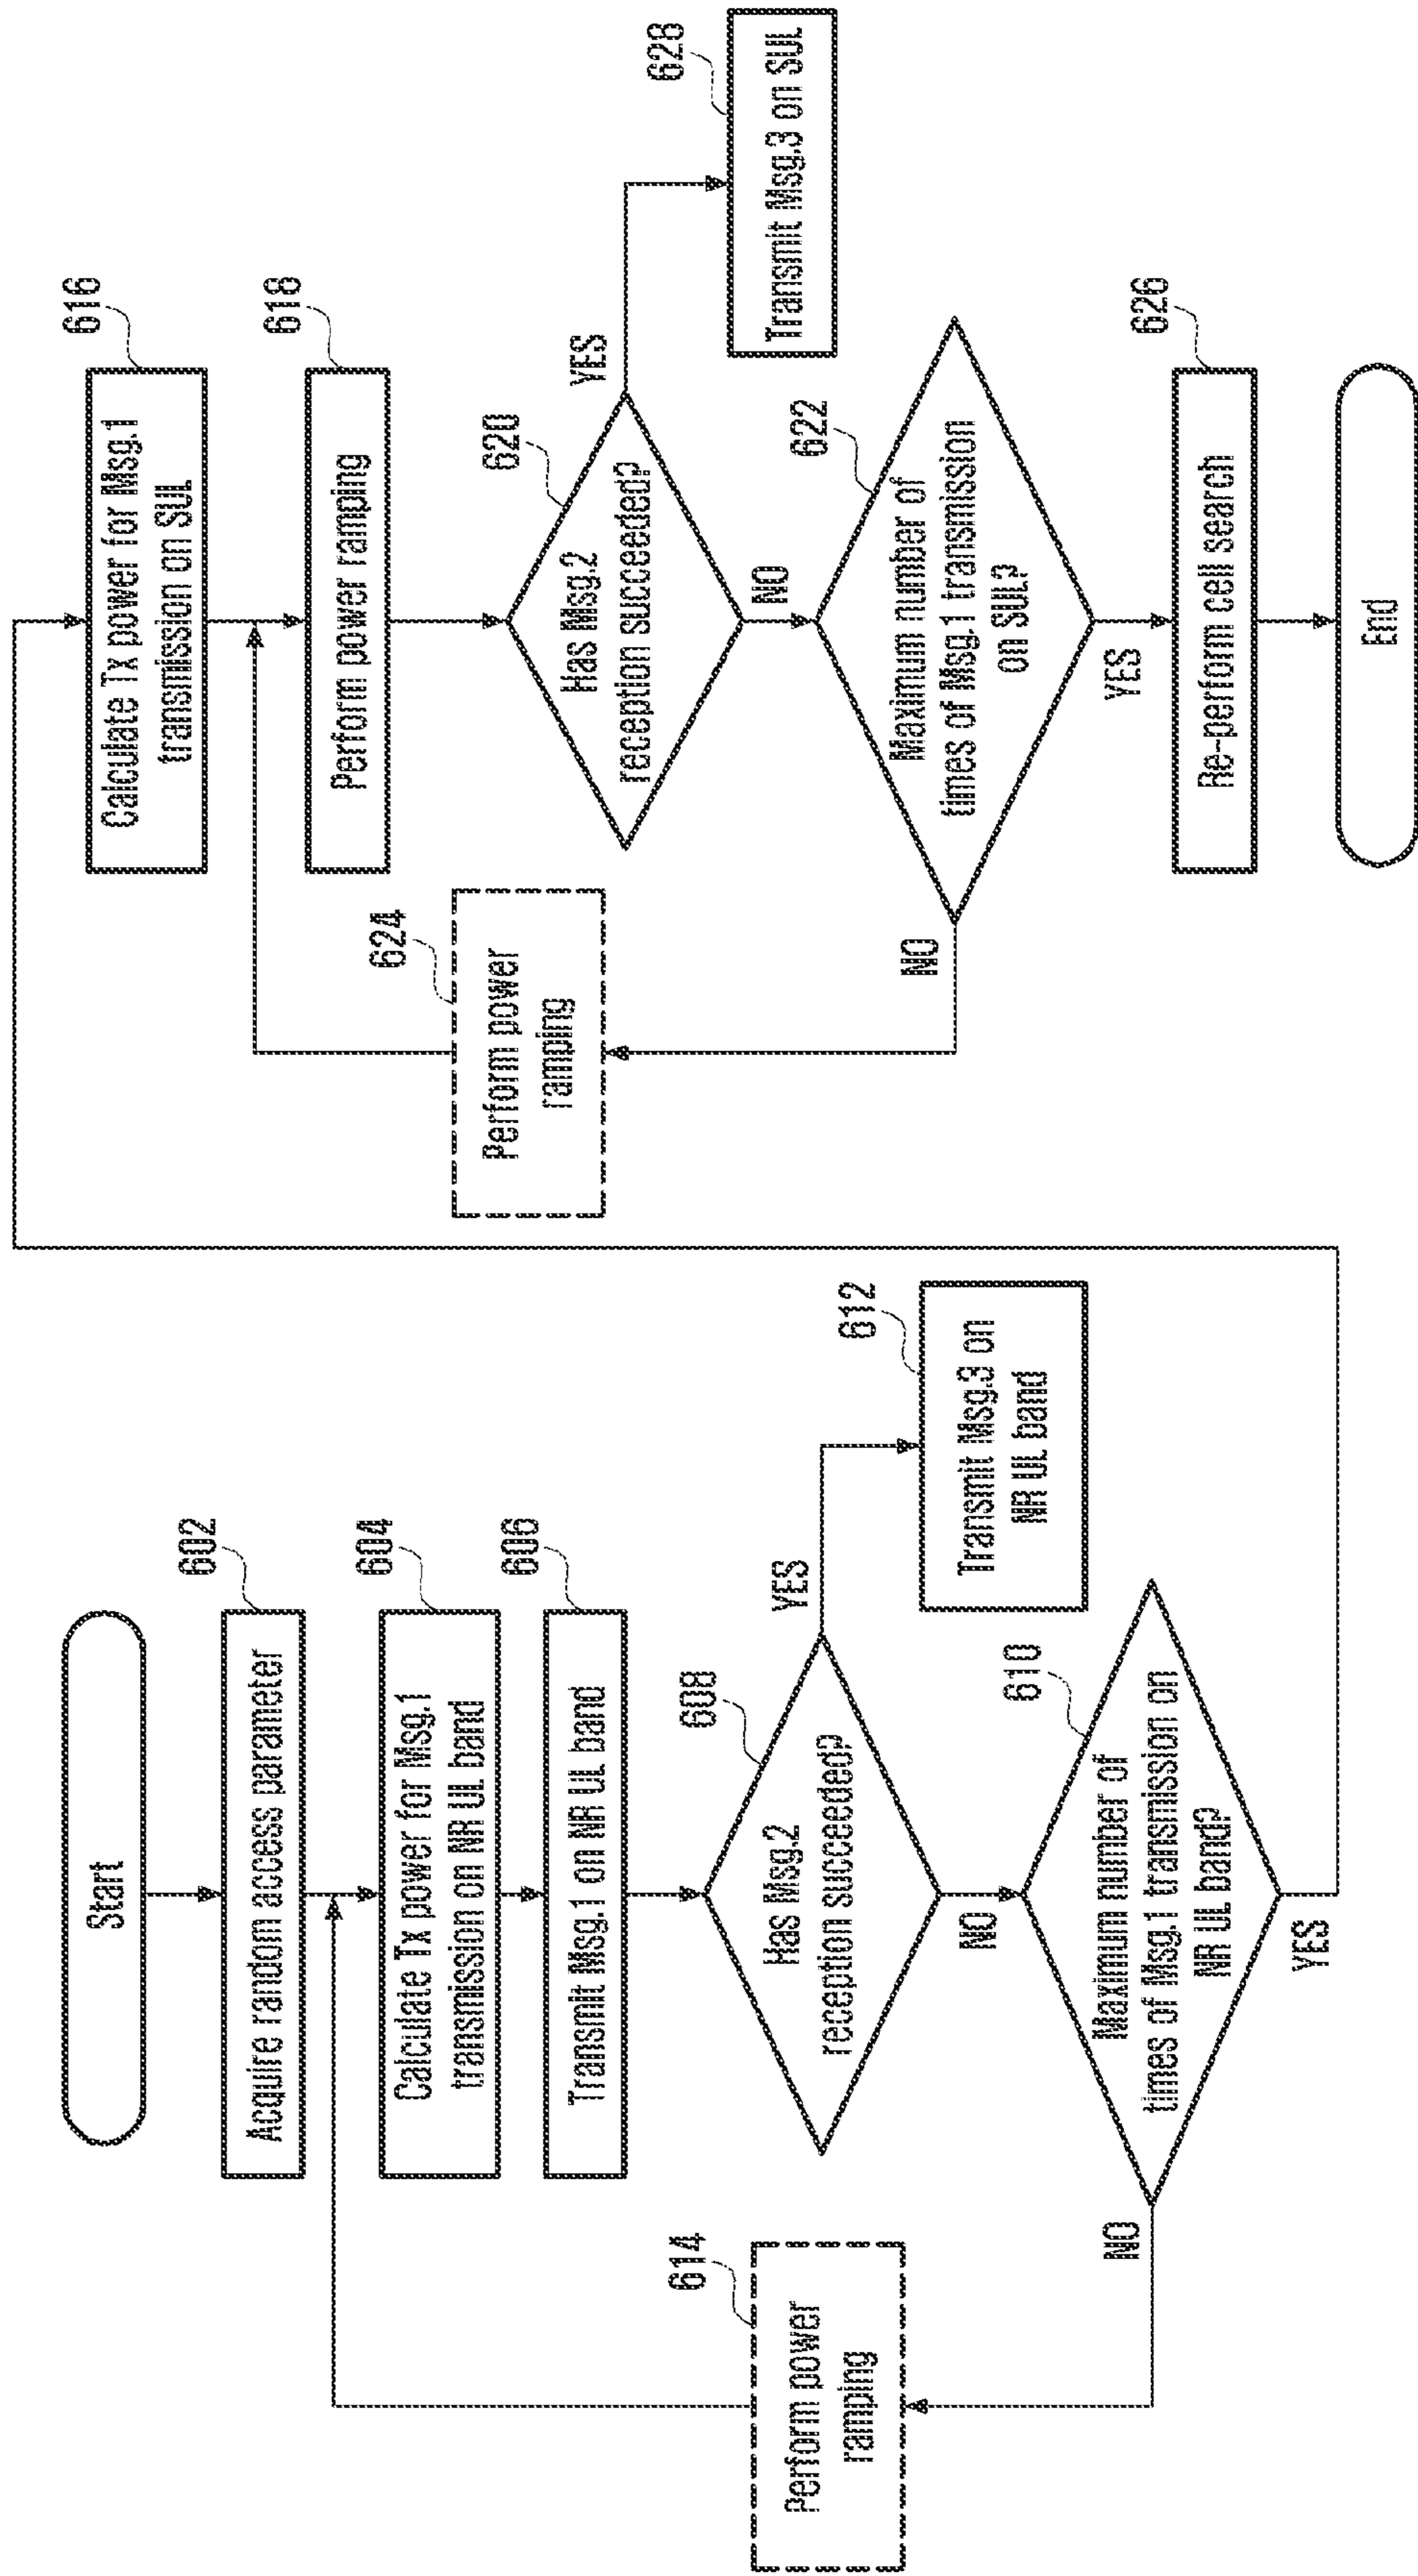 Start
602
Acquire random access parameter
604
Calculate Tx power for Msg.1
transmission on NR UL band
606
Transmit Msg.1 on NR UL band
608
Has Msg.2
reception succeeded?
YES
NO
612
Transmit Msg.3 on
NR UL band
610
Maximum number of
times of Msg.1 transmission on
NR UL band?
NO
YES
614
Perform power
ramping
616
Calculate Tx power for Msg.1
transmission on SUL
618
Perform power ramping
620
Has Msg.2
reception succeeded?
YES
NO
628
Transmit Msg.3 on SUL
622
Maximum number of
times of Msg.1 transmission
on SUL?
NO
YES
624
Perform power
ramping
626
Re-perform cell search
End